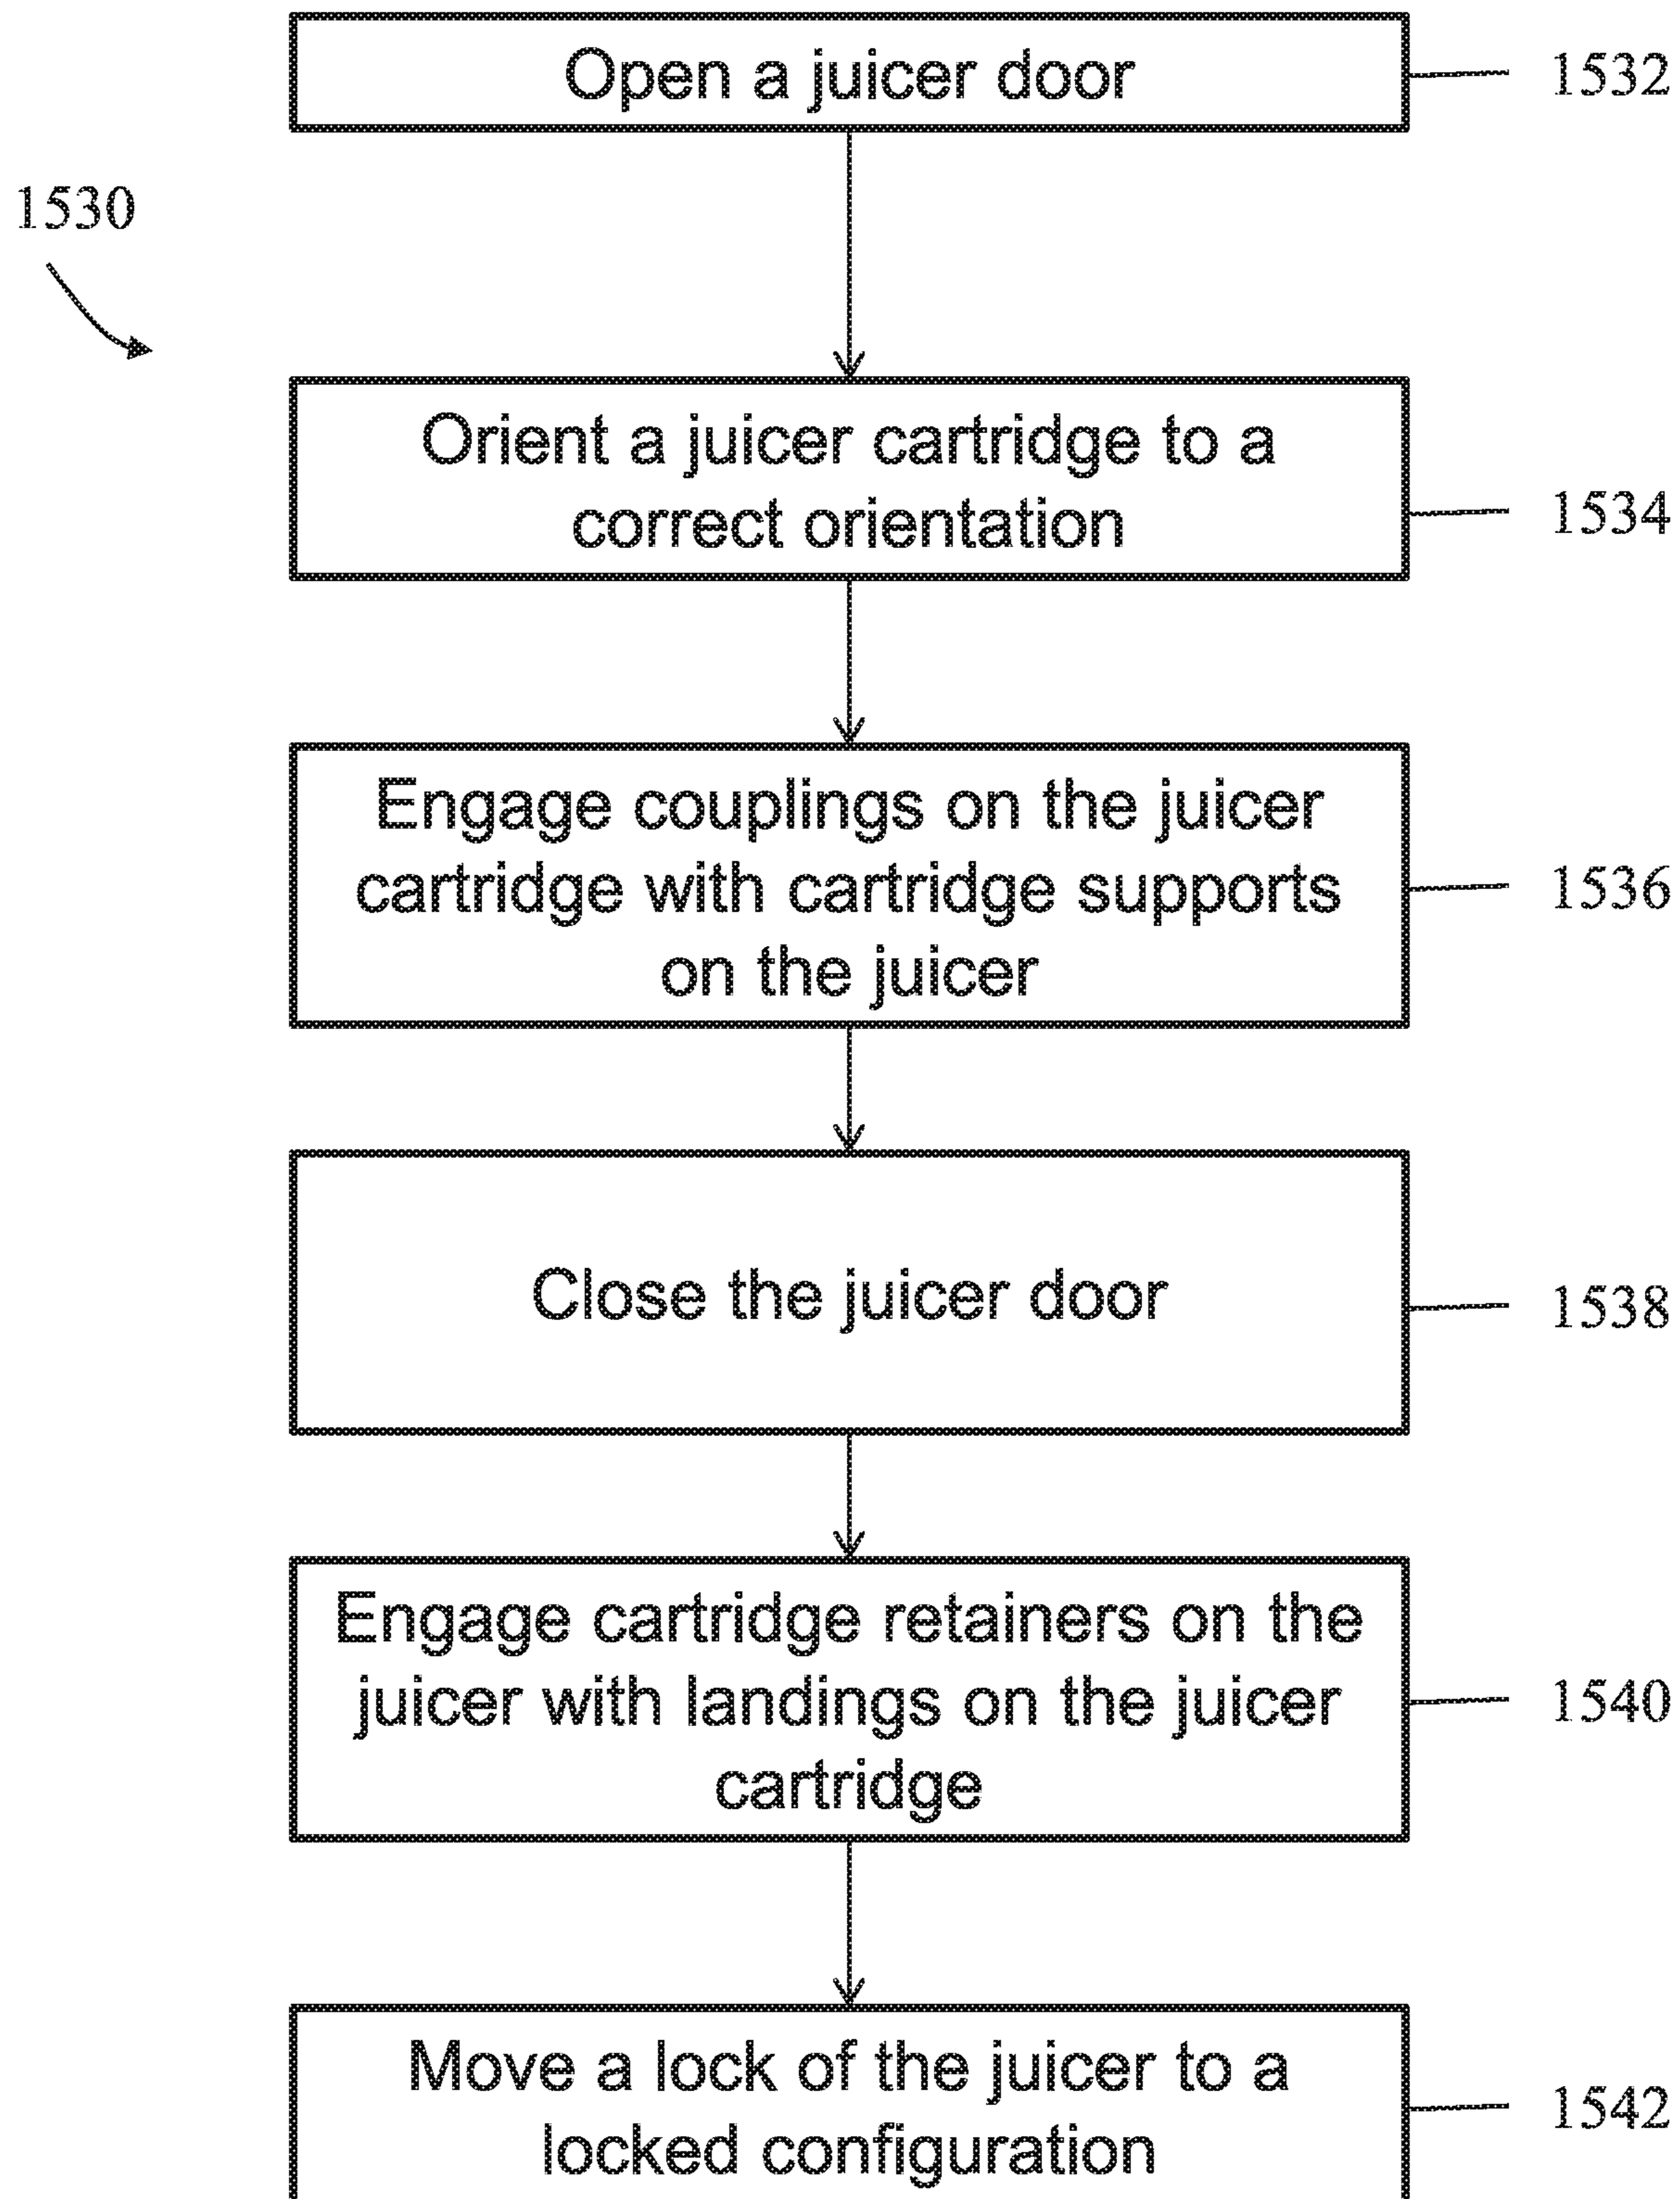 Open a juicer door
1532
1530
Orient a juicer cartridge to a
correct orientation
1534
Engage couplings on the juicer
cartridge with cartridge supports
on the juicer
1536
Close the juicer door
1538
Engage cartridge retainers on the
juicer with landings on the juicer
cartridge
1540
Move a lock of the juicer to a
locked configuration
1542